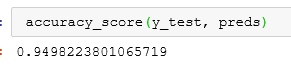 accuracy_score(y_test, preds)
0.9498223801065719